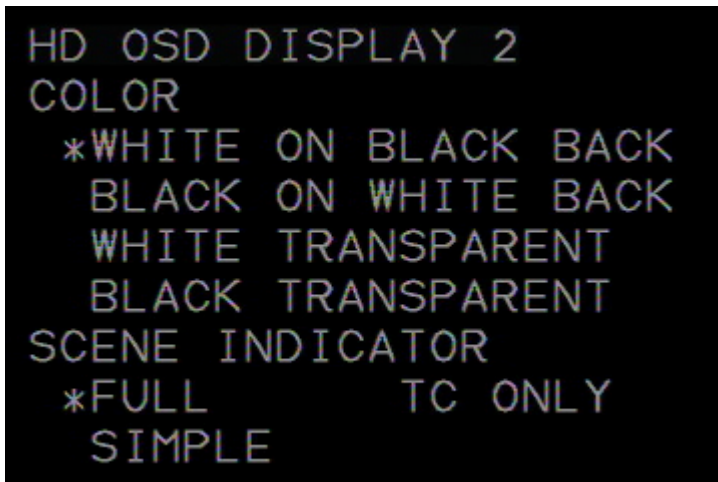 HD OSD DISPLAY 2
COLOR
*WHITE ON BLACK BACK
BLACK ON WHITE BACK
WHITE TRANSPARENT
BLACK TRANSPARENT
SCENE INDICATOR
*FULL TC ONLY
SIMPLE